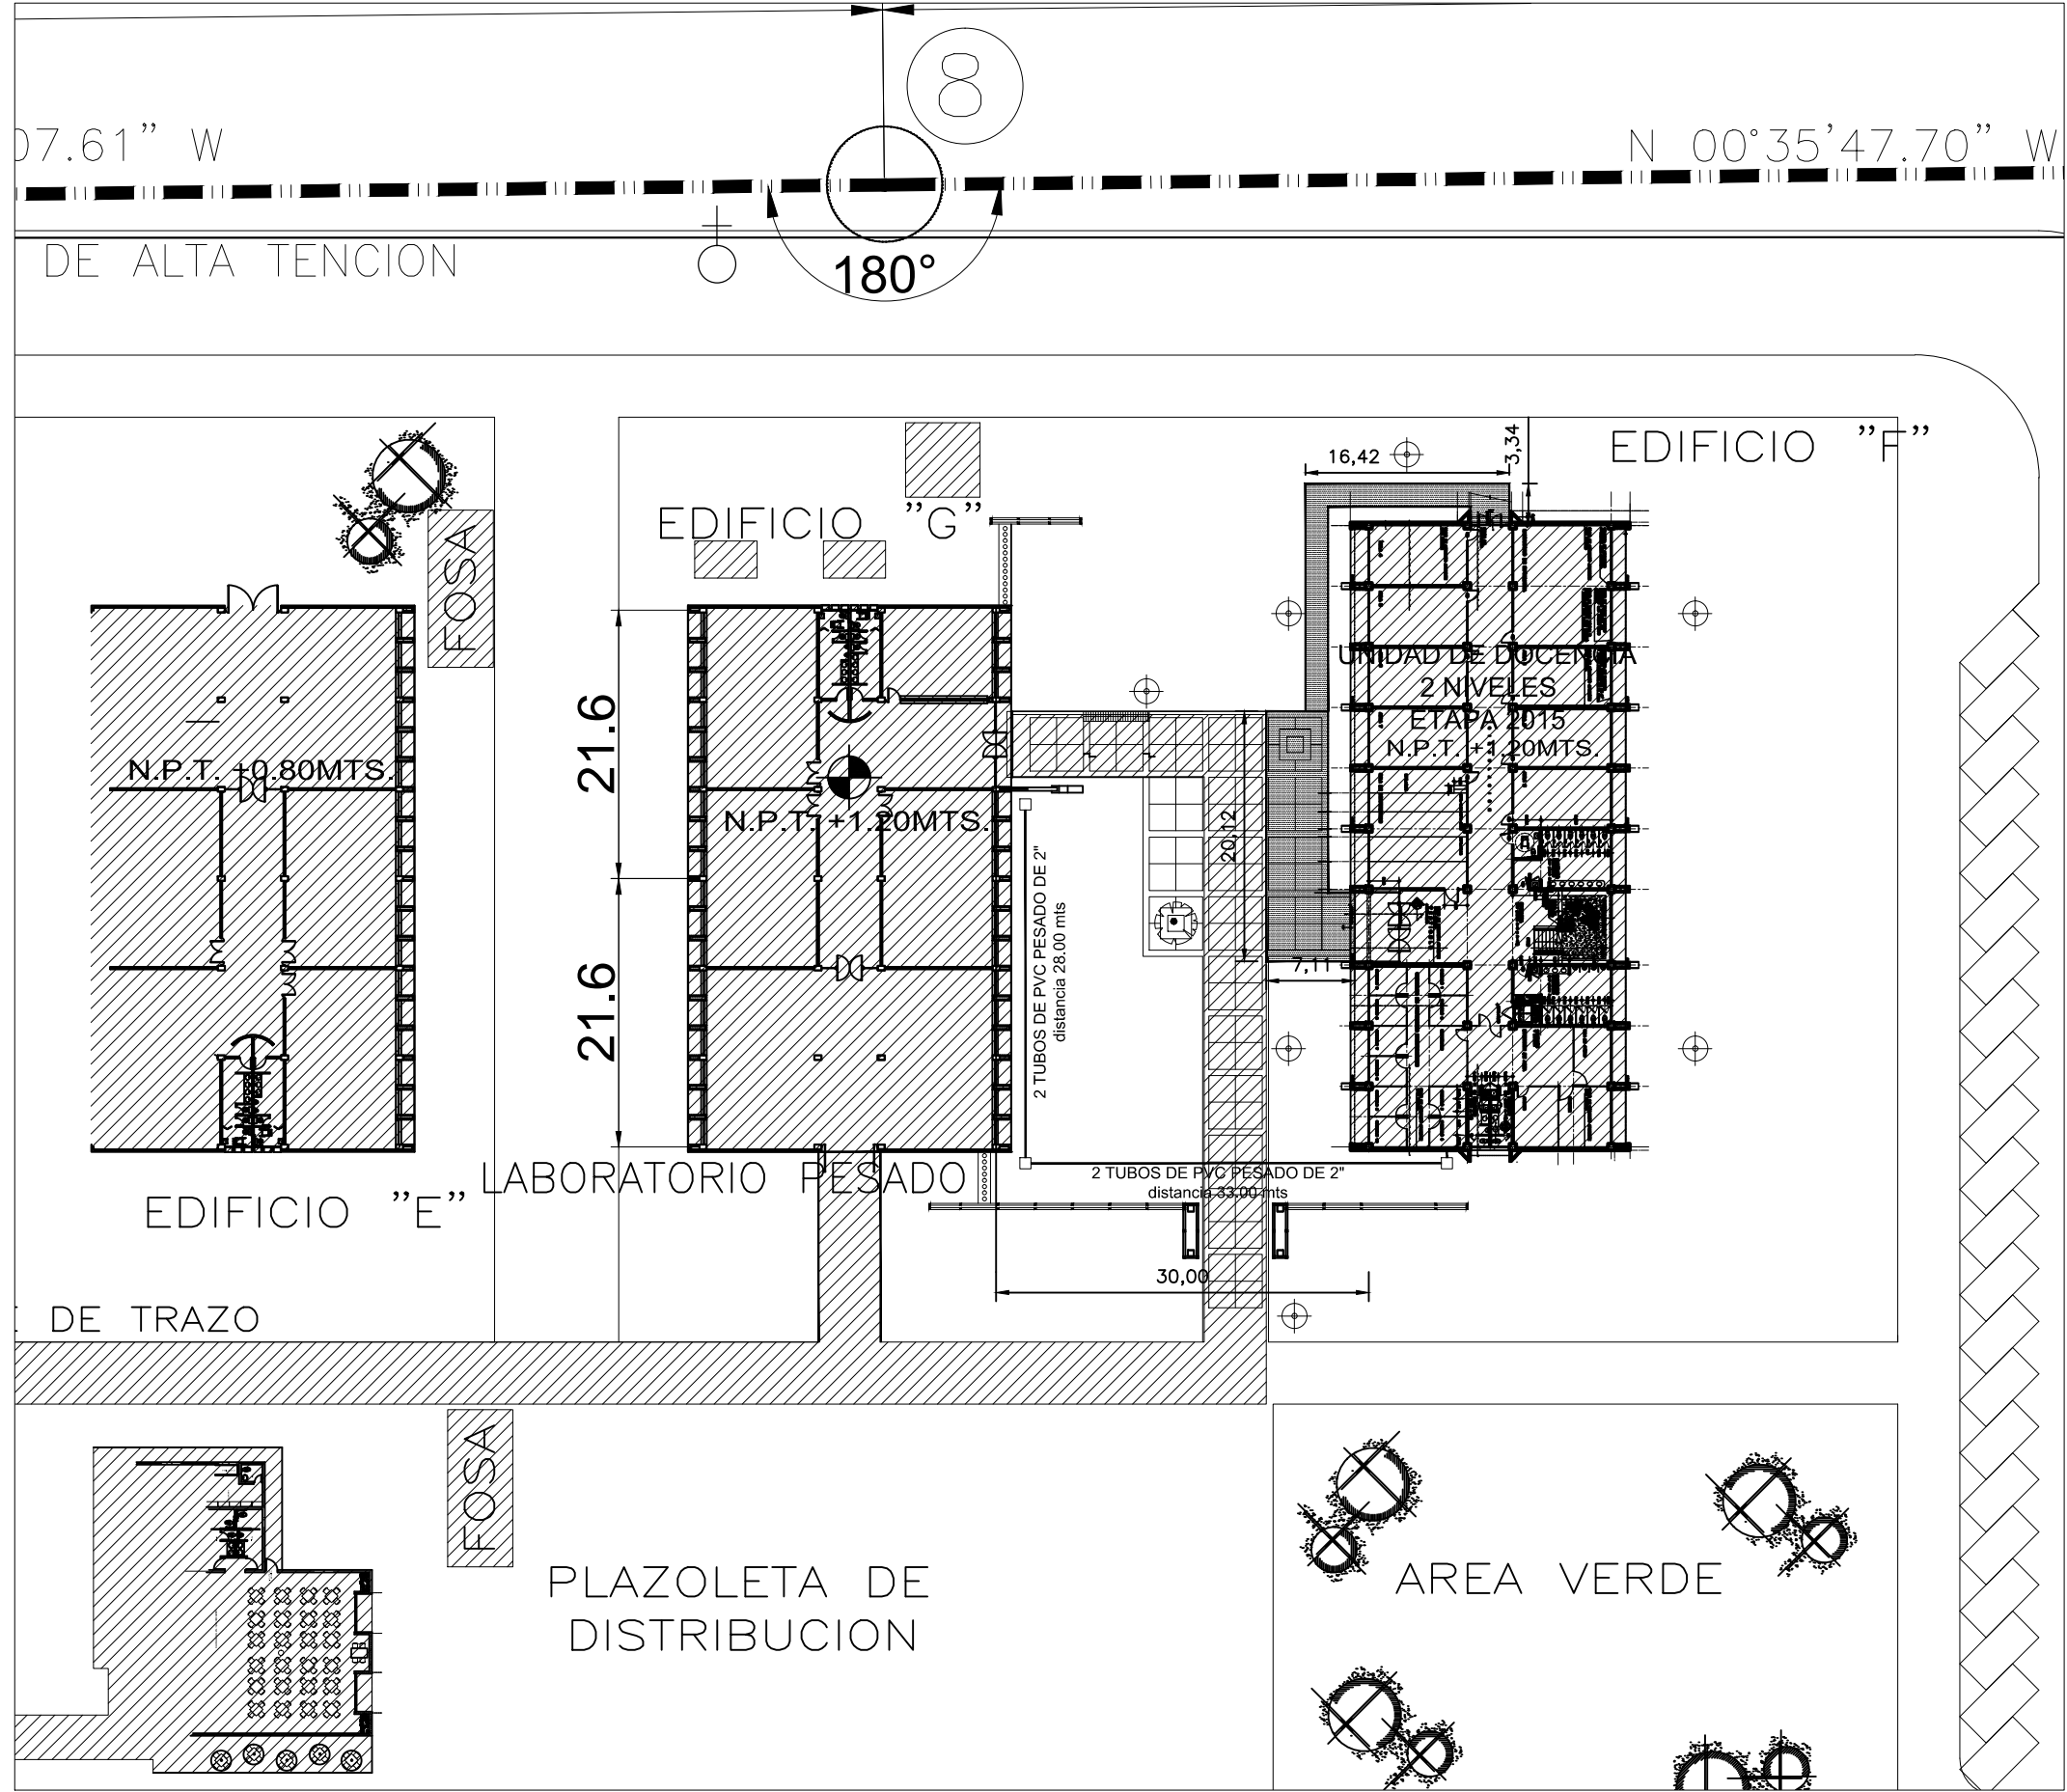 8
07.61” W
N 00°35’47.70” W
DE ALTA TENCION
180°
EDIFICIO ”F”
16,42
3,34
EDIFICIO ”G”
FOSA
UNIDAD DE DOCENCIA
2 NIVELES
ETAPA 2015
N.P.T. +1.20MTS.
21.6
N.P.T. +0.80MTS.
N.P.T. +1.20MTS.
20,12
2 TUBOS DE PVC PESADO DE 2"
distancia 28.00 mts
7,11
21.6
LABORATORIO PESADO
2 TUBOS DE PVC PESADO DE 2"
distancia 33.00 mts
EDIFICIO ”E”
30,00
DE TRAZO
FOSA
PLAZOLETA DE
DISTRIBUCION
AREA VERDE